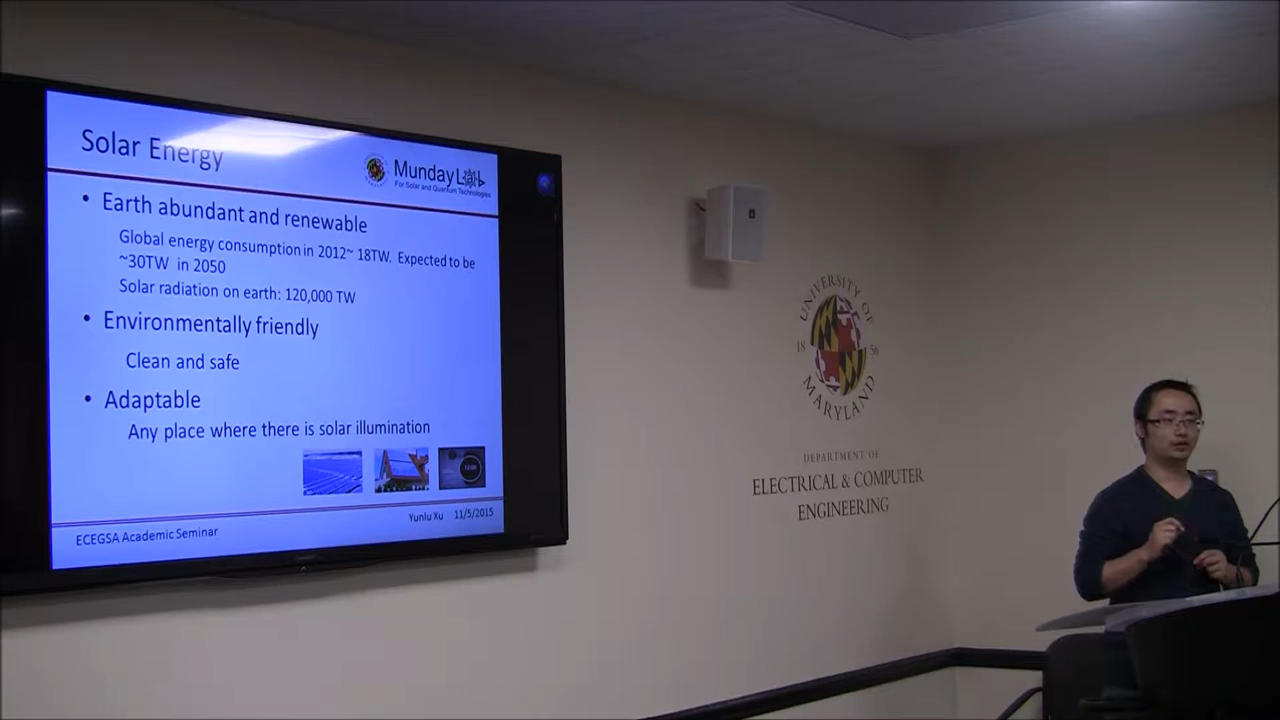 Solar Energy
Munday Lab
For Solar and Quantum Technologies
• Earth abundant and renewable
Global energy consumption in 2012~ 18TW. Expected to be
~30TW in 2050
Solar radiation on earth: 120,000 TW
• Environmentally friendly
Clean and safe
• Adaptable
Any place where there is solar illumination
12:00
Yunlu Xu 11/5/2015
ECEGSA Academic Seminar
UNIVERSITY OF
18 56
MARYLAND
DEPARTMENT OF
ELECTRICAL & COMPUTER
ENGINEERING